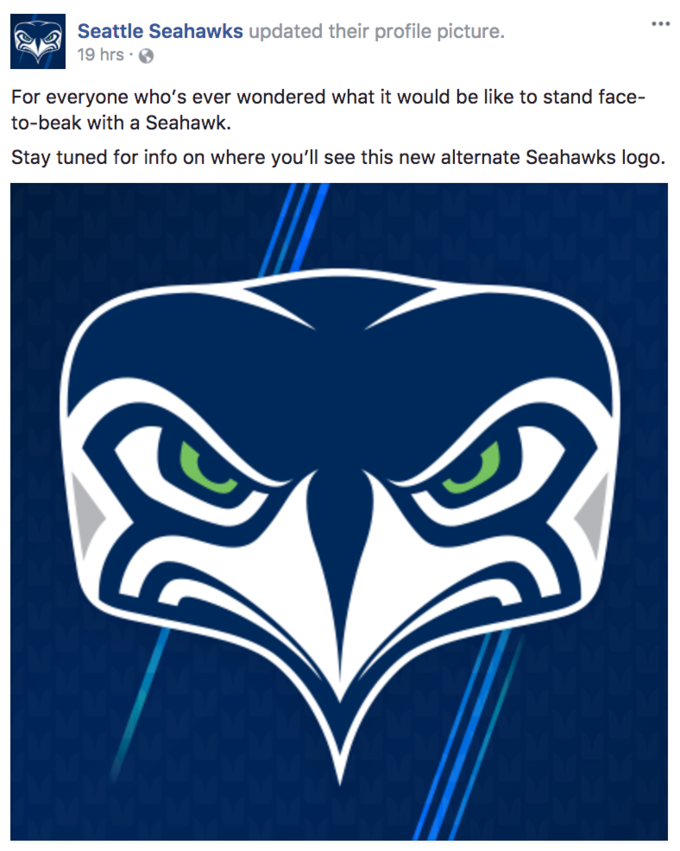 Seattle Seahawks updated their profile picture.
19 hrs ·
For everyone who’s ever wondered what it would be like to stand face-
to-beak with a Seahawk.
Stay tuned for info on where you’ll see this new alternate Seahawks logo.